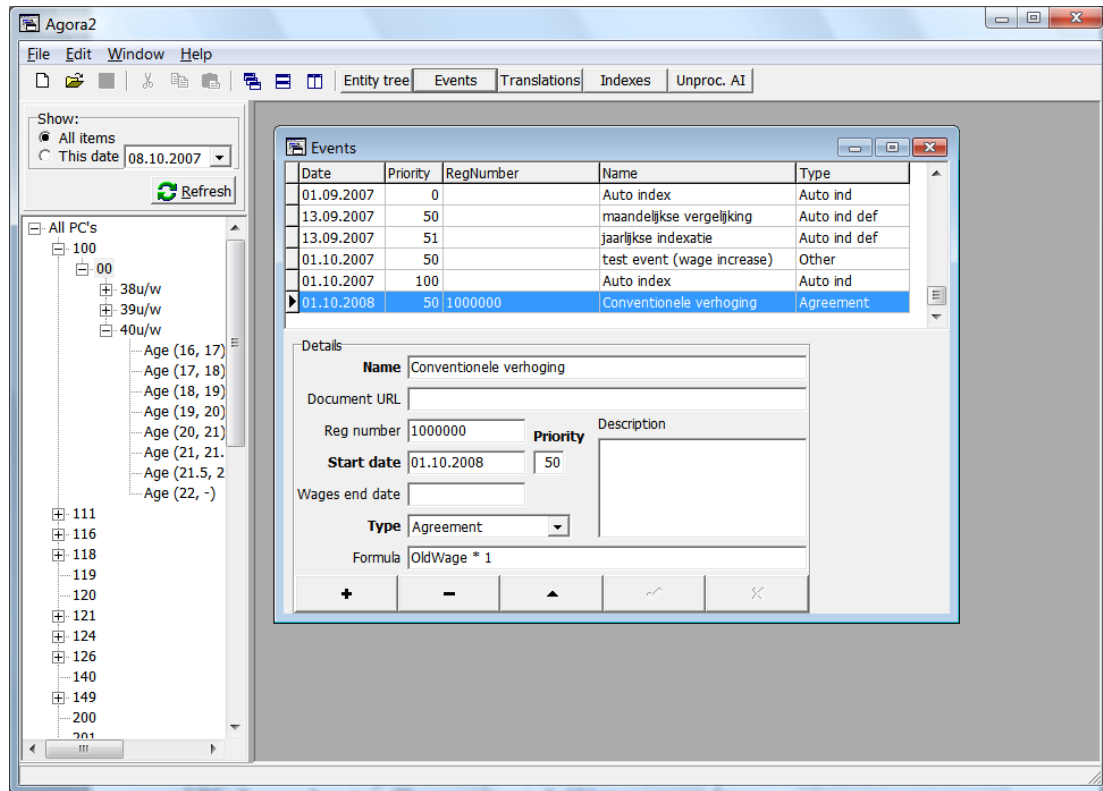 Agora2
File Edit Window Help
Entity tree Events Translations Indexes Unproc. AI
Show:
All items
This date 08.10.2007
Refresh
All PC's
100
00
38u/w
39u/w
40u/w
Age (16, 17)
Age (17, 18)
Age (18, 19)
Age (19, 20)
Age (20, 21)
Age (21, 21.
Age (21.5, 2
Age (22, -)
111
116
118
119
120
121
124
126
140
149
200
201
Events
Date Priority RegNumber Name Type
01.09.2007 0 Auto index Auto ind
13.09.2007 50 maandelijkse vergelijking Auto ind def
13.09.2007 51 jaarlijkse indexatie Auto ind def
01.10.2007 50 test event (wage increase) Other
01.10.2007 100 Auto index Auto ind
01.10.2008 50 1000000 Conventionele verhoging Agreement
Details
Name Conventionele verhoging
Document URL
Reg number 1000000 Priority Description
Start date 01.10.2008 50
Wages end date
Type Agreement
Formula OldWage * 1